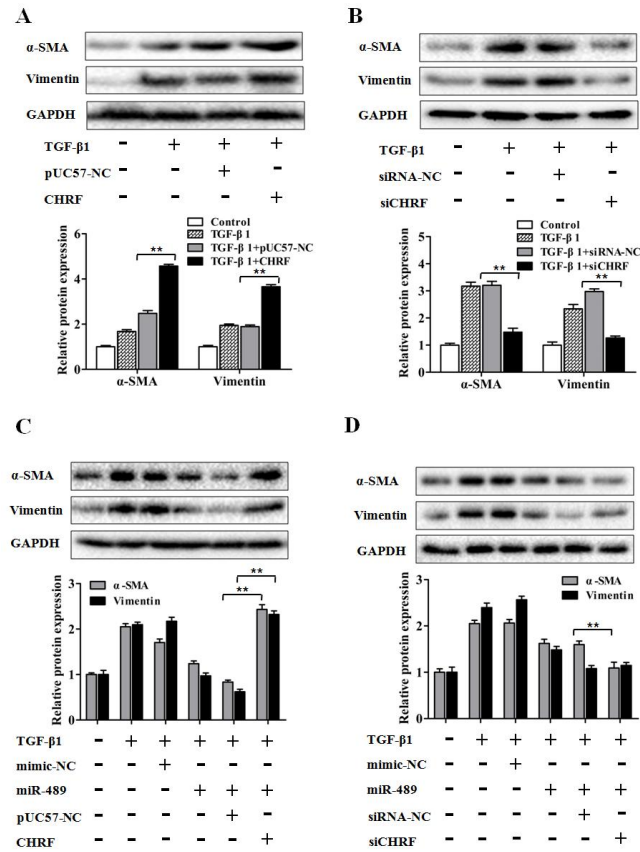 A
α-SMA
Vimentin
GAPDH
TGF-β1 - + + +
pUC57-NC - - + -
CHRF - - - +
Control
TGF-β 1
TGF-β 1+pUC57-NC
TGF-β 1+CHRF
Relative protein expression
6
4
2
0
**
**
α-SMA
Vimentin
B
α-SMA
Vimentin
GAPDH
TGF-β1 - + + +
siRNA-NC - - + -
siCHRF - - - +
Control
TGF-β 1
TGF-β 1+siRNA-NC
TGF-β 1+siCHRF
Relative protein expression
5
4
3
2
1
0
**
**
α-SMA
Vimentin
C
α-SMA
Vimentin
GAPDH
α-SMA
Vimentin
Relative protein expression
3
2
1
0
**
**
TGF-β1 - + + + + +
mimic-NC - - + - - -
miR-489 - - - + + +
pUC57-NC - - - - + -
CHRF - - - - - +
D
α-SMA
Vimentin
GAPDH
α-SMA
Vimentin
Relative protein expression
3
2
1
0
**
TGF-β1 - + + + + +
mimic-NC - - + - - -
miR-489 - - - + + +
siRNA-NC - - - - + -
siCHRF - - - - - +